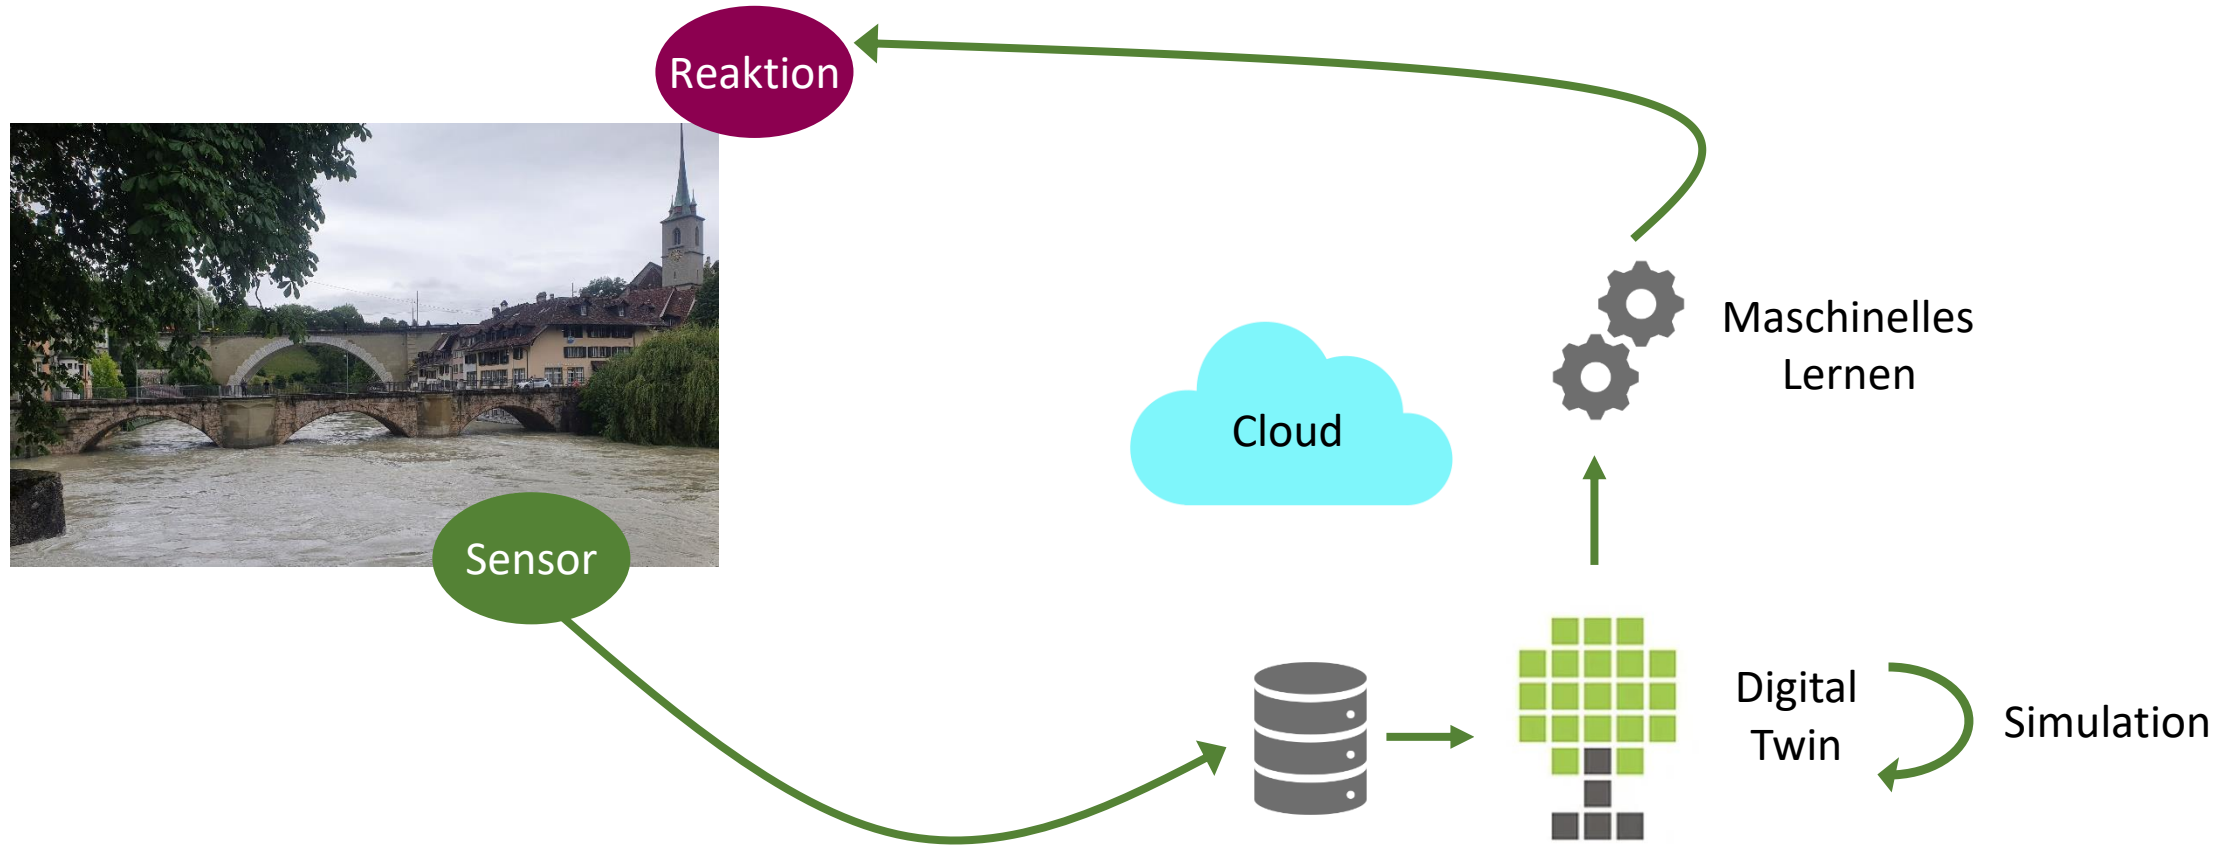 Reaktion
Sensor
Cloud
Maschinelles
Lernen
Digital
Twin
Simulation